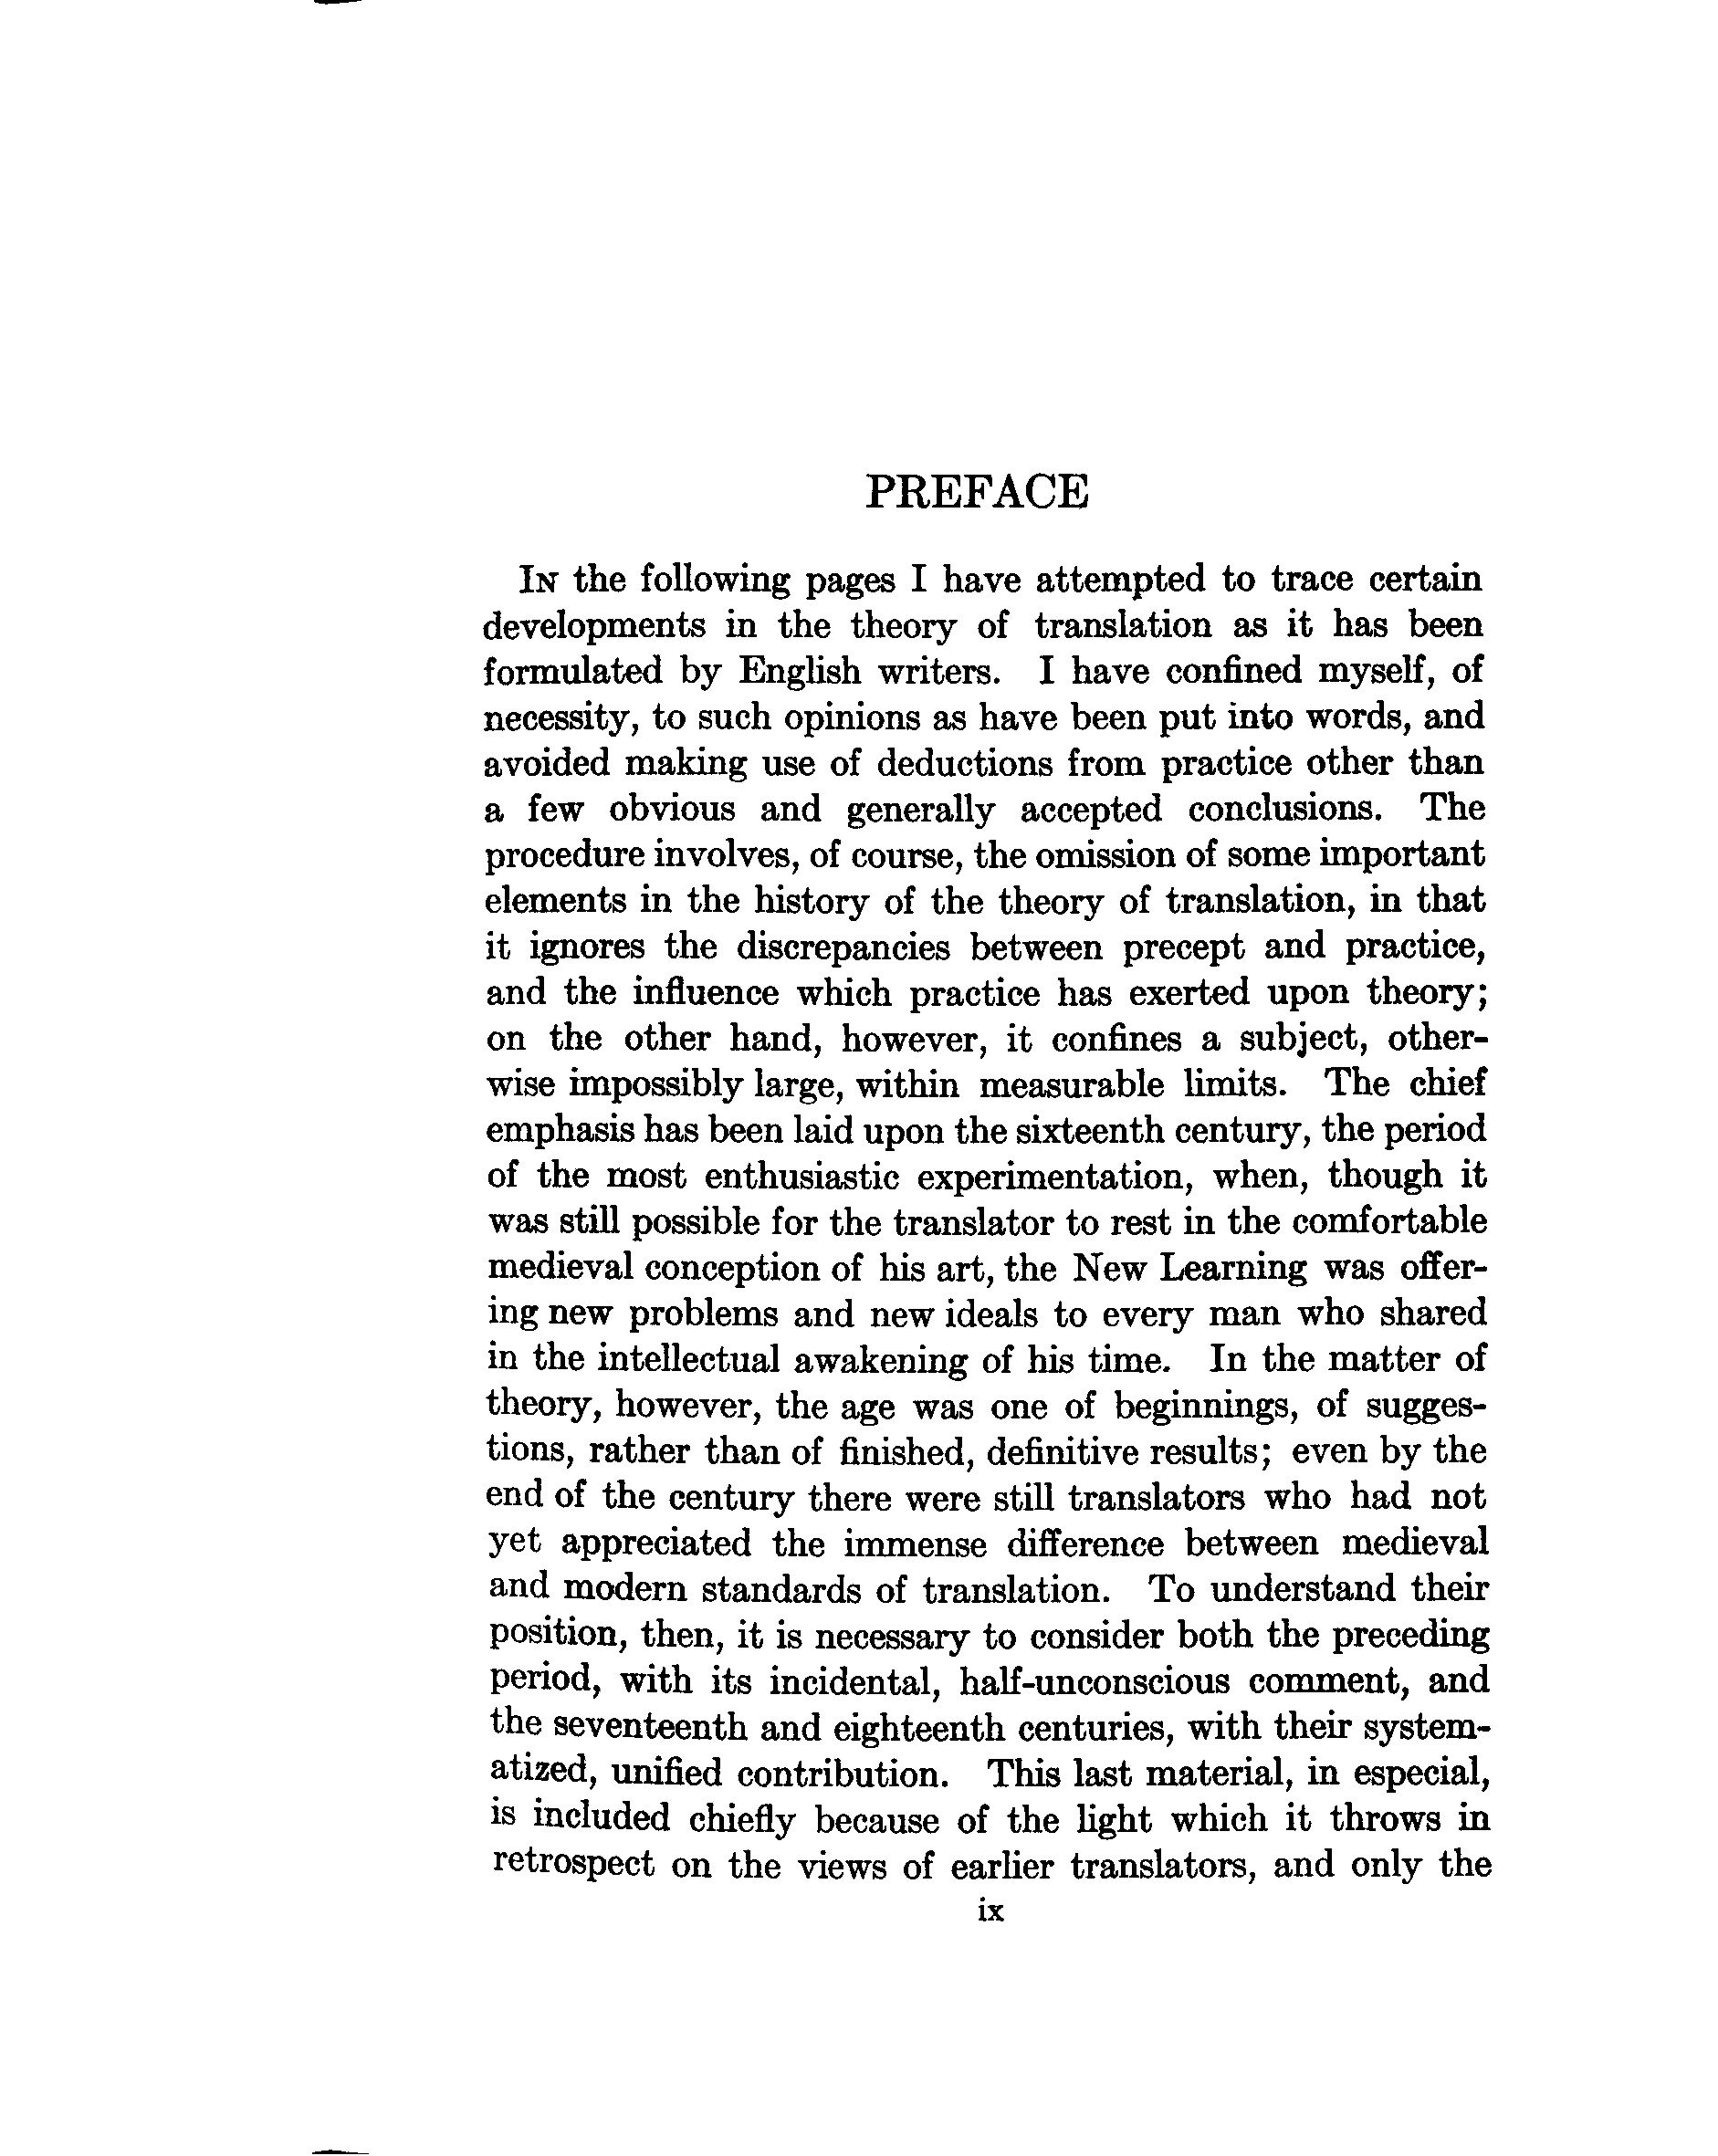 PREFACE
In the following pages I have attempted to trace certain
developments in the theory of translation as it has been
formulated by English writers. I have confined myself, of
necessity, to such opinions as have been put into words, and
avoided making use of deductions from practice other than
a few obvious and generally accepted conclusions. The
procedure involves, of course, the omission of some important
elements in the history of the theory of translation, in that
it ignores the discrepancies between precept and practice,
and the influence which practice has exerted upon theory;
on the other hand, however, it confines a subject, other-
wise impossibly large, within measurable limits. The chief
emphasis has been laid upon the sixteenth century, the period
of the most enthusiastic experimentation, when, though it
was still possible for the translator to rest in the comfortable
medieval conception of his art, the New Learning was offer-
ing new problems and new ideals to every man who shared
in the intellectual awakening of his time. In the matter of
theory, however, the age was one of beginnings, of sugges-
tions, rather than of finished, definitive results; even by the
end of the century there were still translators who had not
yet appreciated the immense difference between medieval
and modern standards of translation. To understand their
position, then, it is necessary to consider both the preceding
period, with its incidental, half-unconscious comment, and
the seventeenth and eighteenth centuries, with their system-
atized, unified contribution. This last material, in especial,
is included chiefly because of the light which it throws in
retrospect on the views of earlier translators, and only the
ix